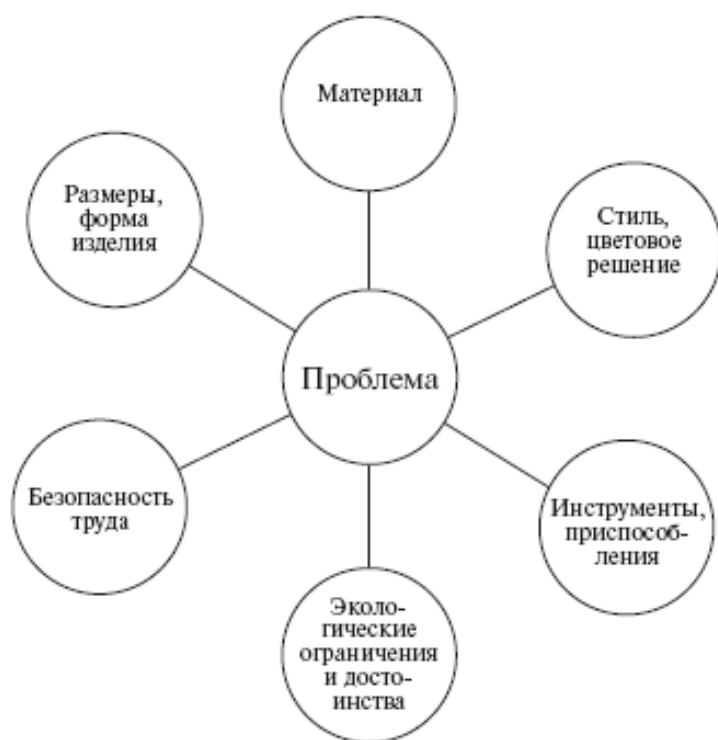 Материал
Размеры,
форма
изделия
Стиль,
цветовое
решение
Проблема
Безопасность
труда
Инструменты,
приспособ-
ления
Эколо-
гические
ограничения
и досто-
инства